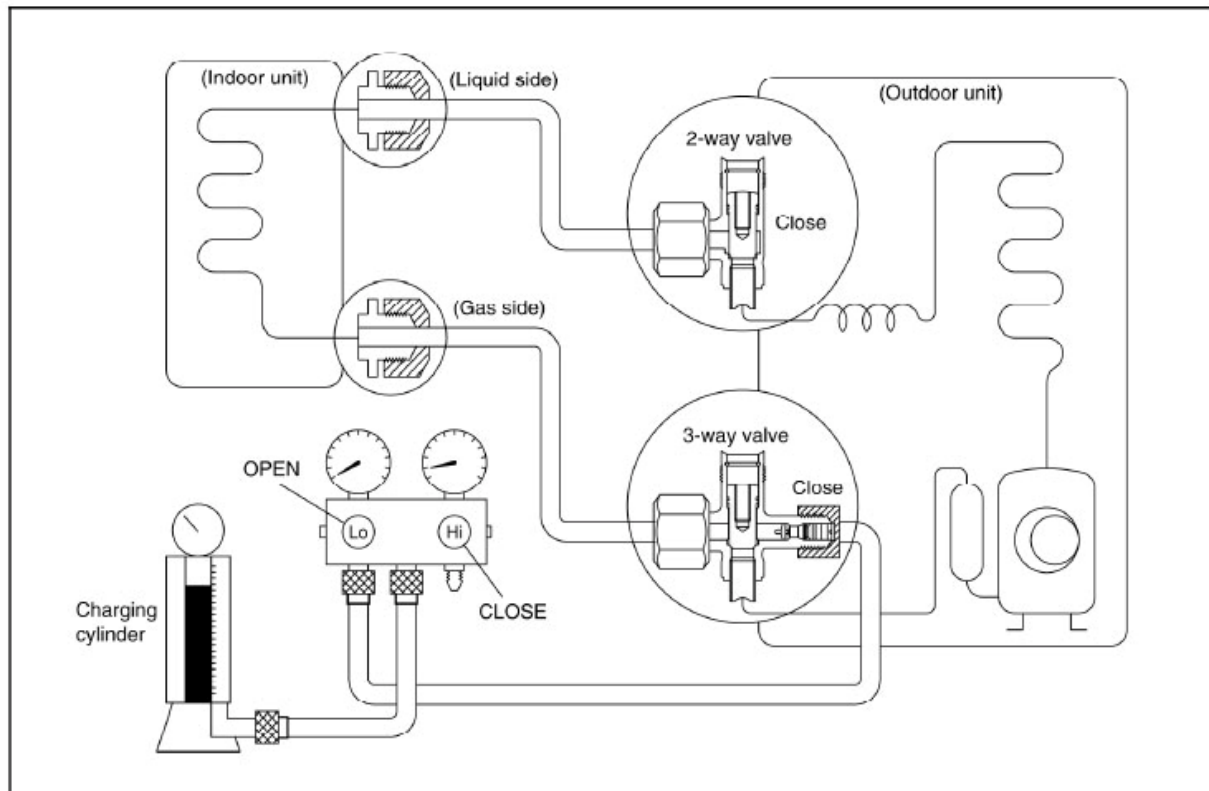 (Indoor unit)
(Liquid side)
(Outdoor unit)
2-way valve
Close
(Gas side)
3-way valve
Close
OPEN
Lo
Hi
CLOSE
Charging
cylinder